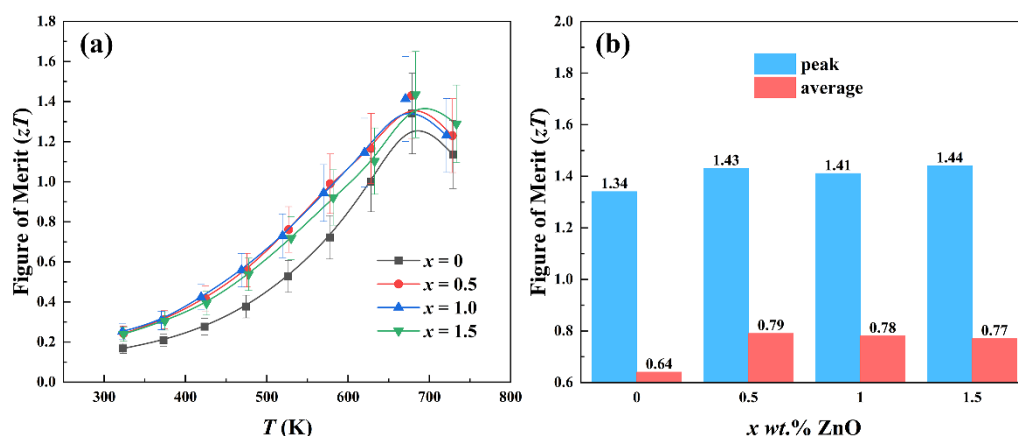 (a)
Figure of Merit (zT)
1.8
1.6
1.4
1.2
1.0
0.8
0.6
0.4
0.2
0.0
x = 0
x = 0.5
x = 1.0
x = 1.5
300 400 500 600 700 800
T (K)
(b)
Figure of Merit (zT)
1.8
1.6
1.4
1.2
1.0
0.8
0.6
peak
average
1.34
0.64
1.43
0.79
1.41
0.78
1.44
0.77
0 0.5 1 1.5
x wt.% ZnO